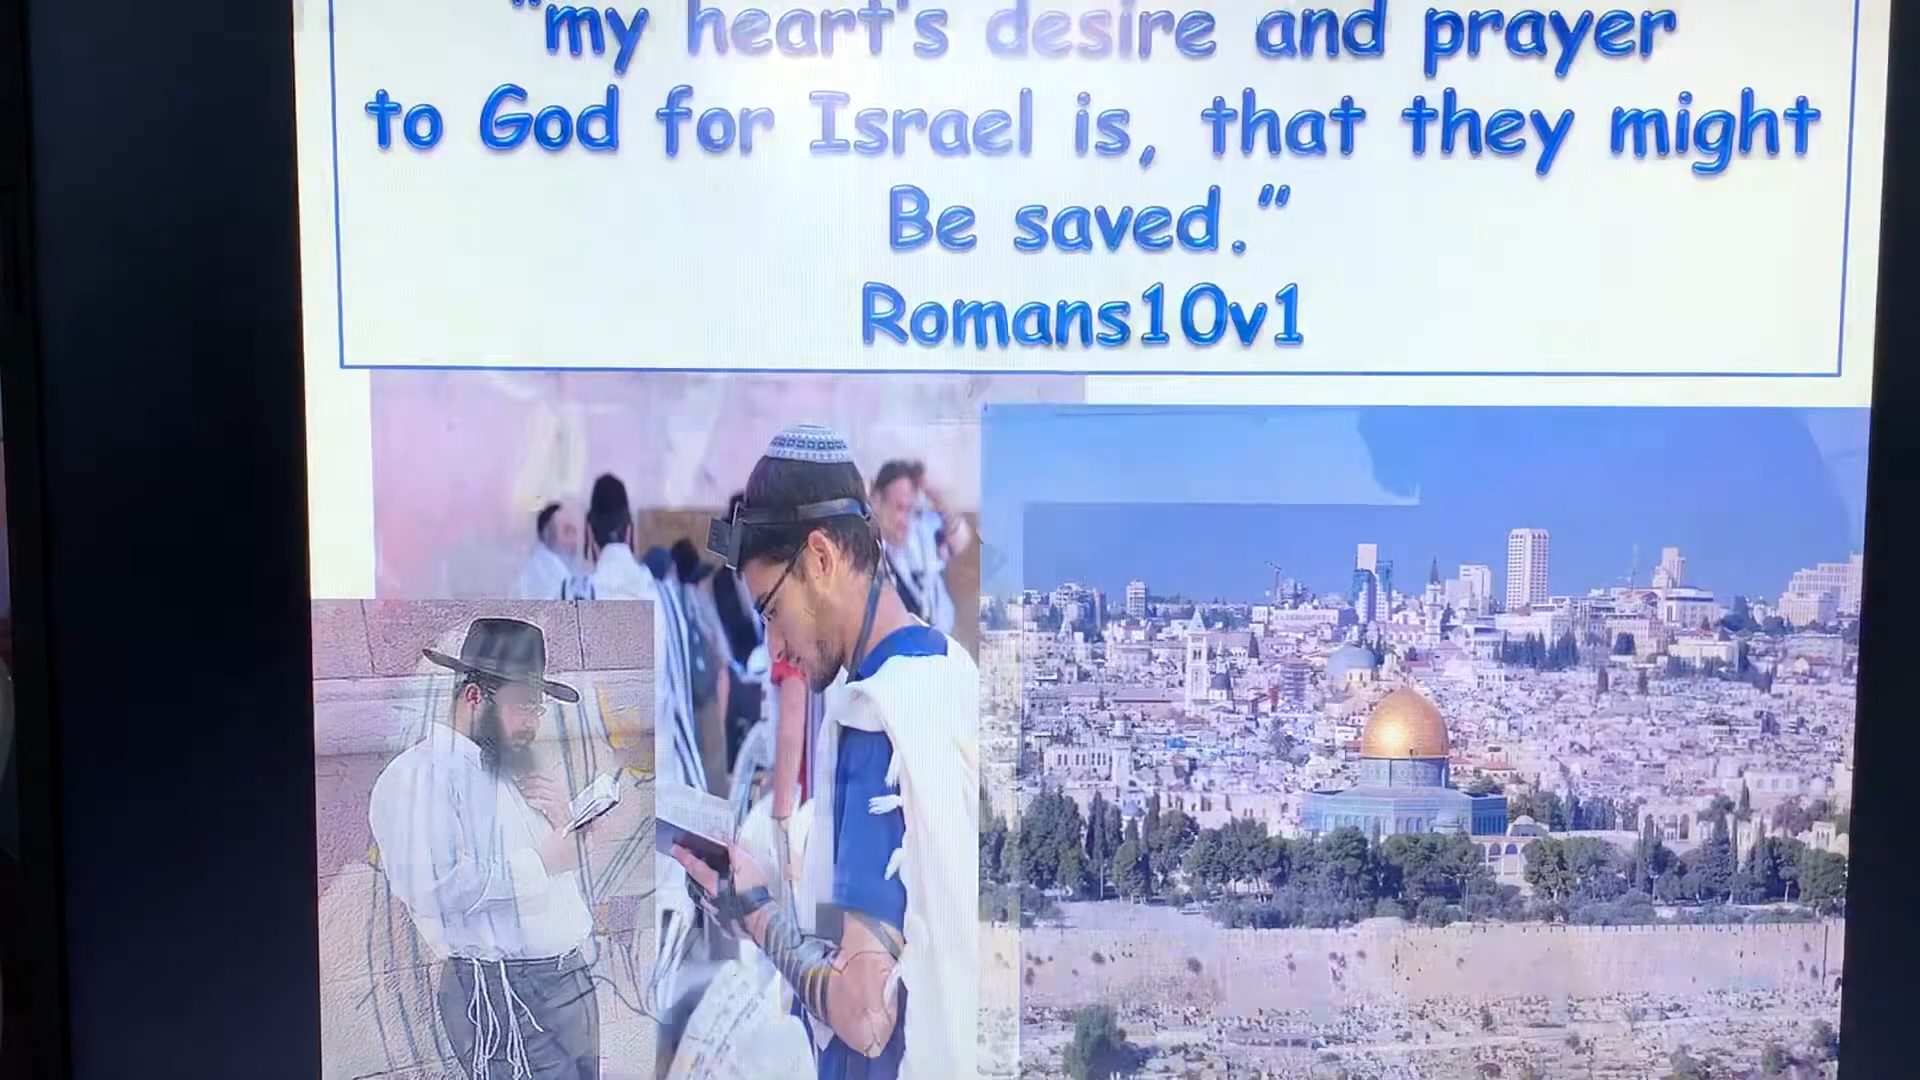 "my heart's desire and prayer
to God for Israel is, that they might
Be saved."
Romans10v1